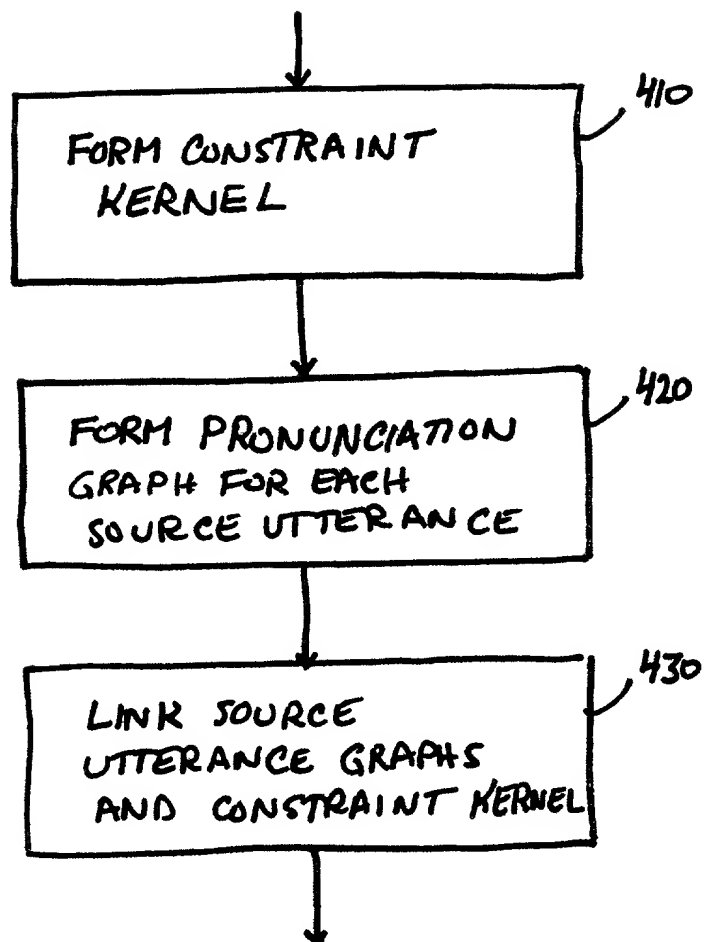 410
FORM CONSTRAINT
KERNEL
420
FORM PRONUNCIATION
GRAPH FOR EACH
SOURCE UTTERANCE
430
LINK SOURCE
UTTERANCE GRAPHS
AND CONSTRAINT KERNEL